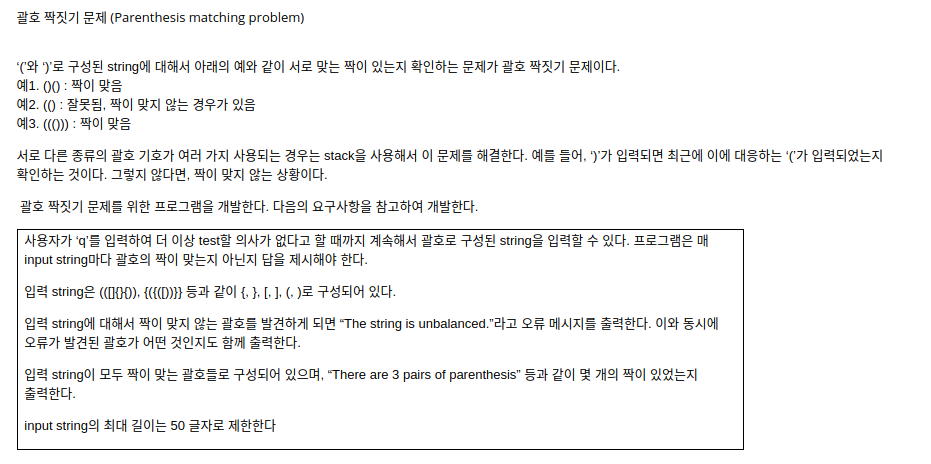 괄호 짝짓기 문제 (Parenthesis matching problem)
‘(’와 ‘)’로 구성된 string에 대해서 아래의 예와 같이 서로 맞는 짝이 있는지 확인하는 문제가 괄호 짝짓기 문제이다.
예1. ()() : 짝이 맞음
예2. (() : 잘못됨, 짝이 맞지 않는 경우가 있음
예3. ((())) : 짝이 맞음
서로 다른 종류의 괄호 기호가 여러 가지 사용되는 경우는 stack을 사용해서 이 문제를 해결한다. 예를 들어, ‘)’가 입력되면 최근에 이에 대응하는 ‘(’가 입력되었는지
확인하는 것이다. 그렇지 않다면, 짝이 맞지 않는 상황이다.
괄호 짝짓기 문제를 위한 프로그램을 개발한다. 다음의 요구사항을 참고하여 개발한다.
사용자가 ‘q’를 입력하여 더 이상 test할 의사가 없다고 할 때까지 계속해서 괄호로 구성된 string을 입력할 수 있다. 프로그램은 매
input string마다 괄호의 짝이 맞는지 아닌지 답을 제시해야 한다.
입력 string은 (([]{}{)), {({([))}} 등과 같이 {, }, [, ], (, )로 구성되어 있다.
입력 string에 대해서 짝이 맞지 않는 괄호를 발견하게 되면 “The string is unbalanced.”라고 오류 메시지를 출력한다. 이와 동시에
오류가 발견된 괄호가 어떤 것인지도 함께 출력한다.
입력 string이 모두 짝이 맞는 괄호들로 구성되어 있으며, “There are 3 pairs of parenthesis” 등과 같이 몇 개의 짝이 있었는지
출력한다.
input string의 최대 길이는 50 글자로 제한한다